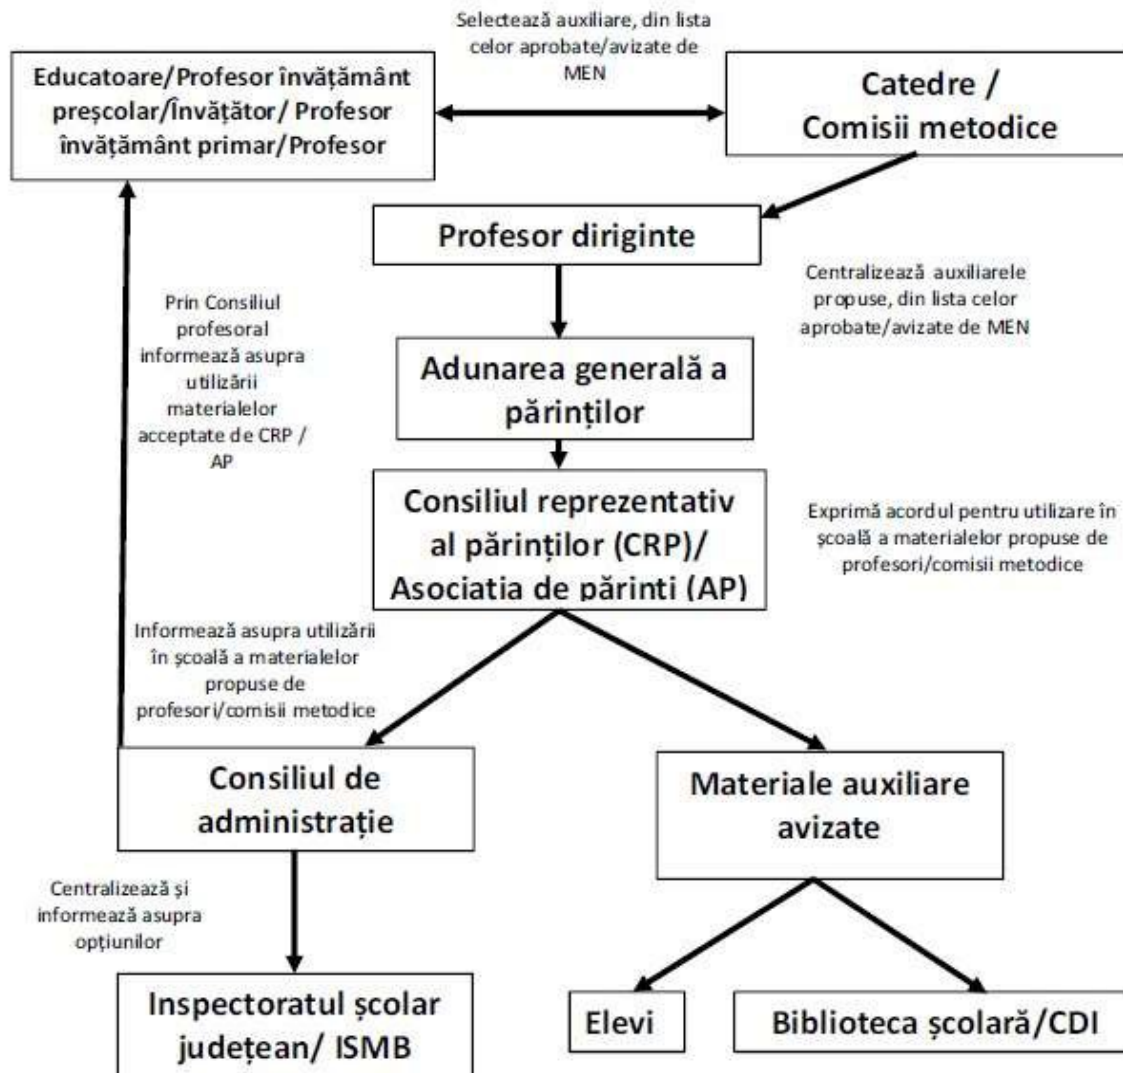 Selectează auxiliare, din lista
celor aprobate/avizate de
MEN
Educatoare/Profesor învățământ
preșcolar/Învățător/ Profesor
învățământ primar/Profesor
Catedre /
Comisii metodice
Profesor diriginte
Centralizează auxiliarele
propuse, din lista celor
aprobate/avizate de MEN
Prin Consiliul
profesoral
informează asupra
utilizării
materialelor
acceptate de CRP /
AP
Adunarea generală a
părinților
Consiliul reprezentativ
al părinților (CRP)/
Asociatia de părinti (AP)
Exprimă acordul pentru utilizare în
școală a materialelor propuse de
profesori/comisii metodice
Informează asupra utilizării
în școală a materialelor
propuse de
profesori/comisii metodice
Consiliul de
administrație
Materiale auxiliare
avizate
Centralizează și
informează asupra
opțiunilor
Inspectoratul școlar
județean/ ISMB
Elevi
Biblioteca școlară/CDI